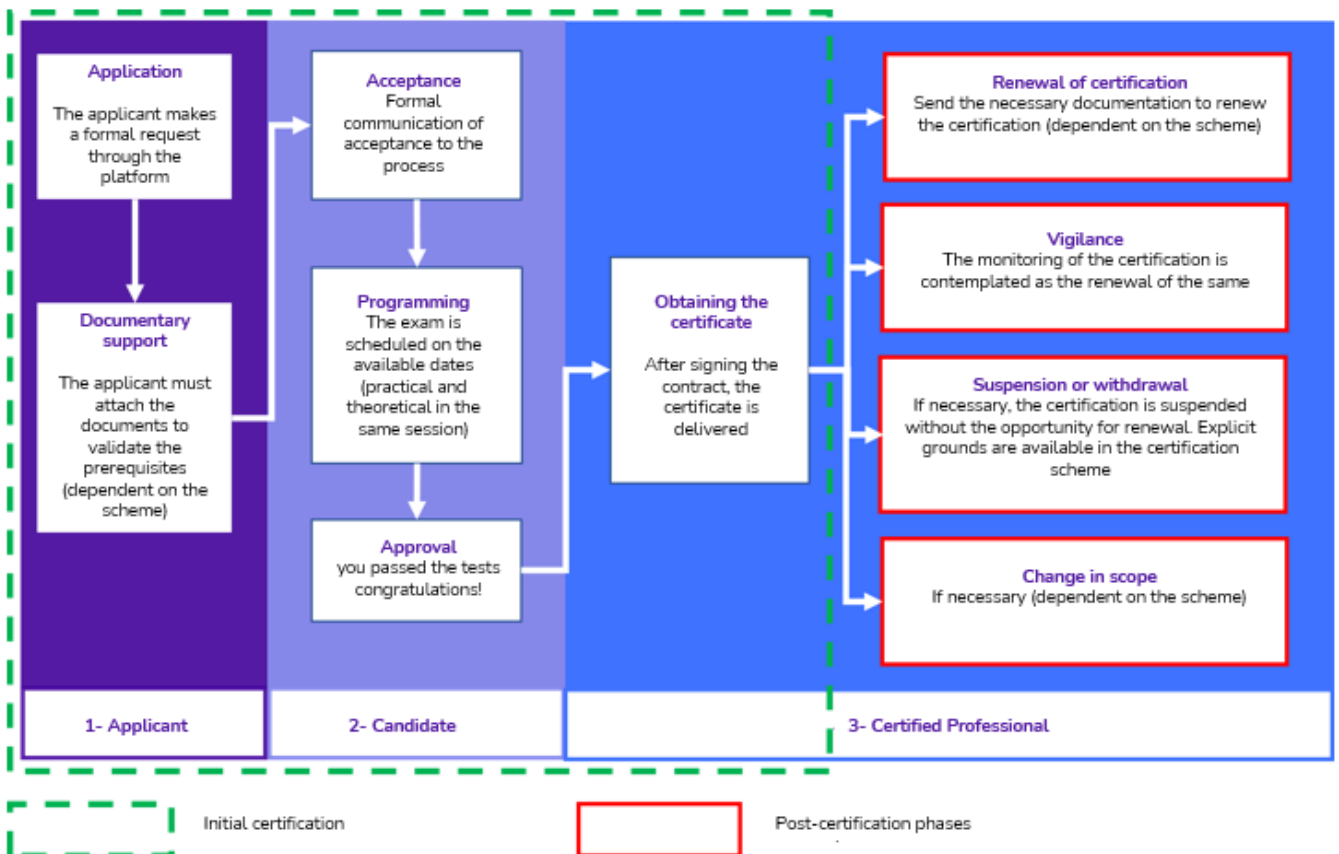 Application
The applicant makes
a formal request
through the
platform
Documentary
support
The applicant must
attach the
documents to
validate the
prerequisites
(dependent on the
scheme)
1- Applicant
Acceptance
Formal
communication of
acceptance to the
process
Programming
The exam is
scheduled on the
available dates
(practical and
theoretical in the
same session)
Approval
you passed the tests
congratulations!
2- Candidate
Obtaining the
certificate
After signing the
contract, the
certificate is
delivered
Renewal of certification
Send the necessary documentation to renew
the certification (dependent on the scheme)
Vigilance
The monitoring of the certification is
contemplated as the renewal of the same
Suspension or withdrawal
If necessary, the certification is suspended
without the opportunity for renewal. Explicit
grounds are available in the certification
scheme
Change in scope
If necessary (dependent on the scheme)
3- Certified Professional
Initial certification
Post-certification phases